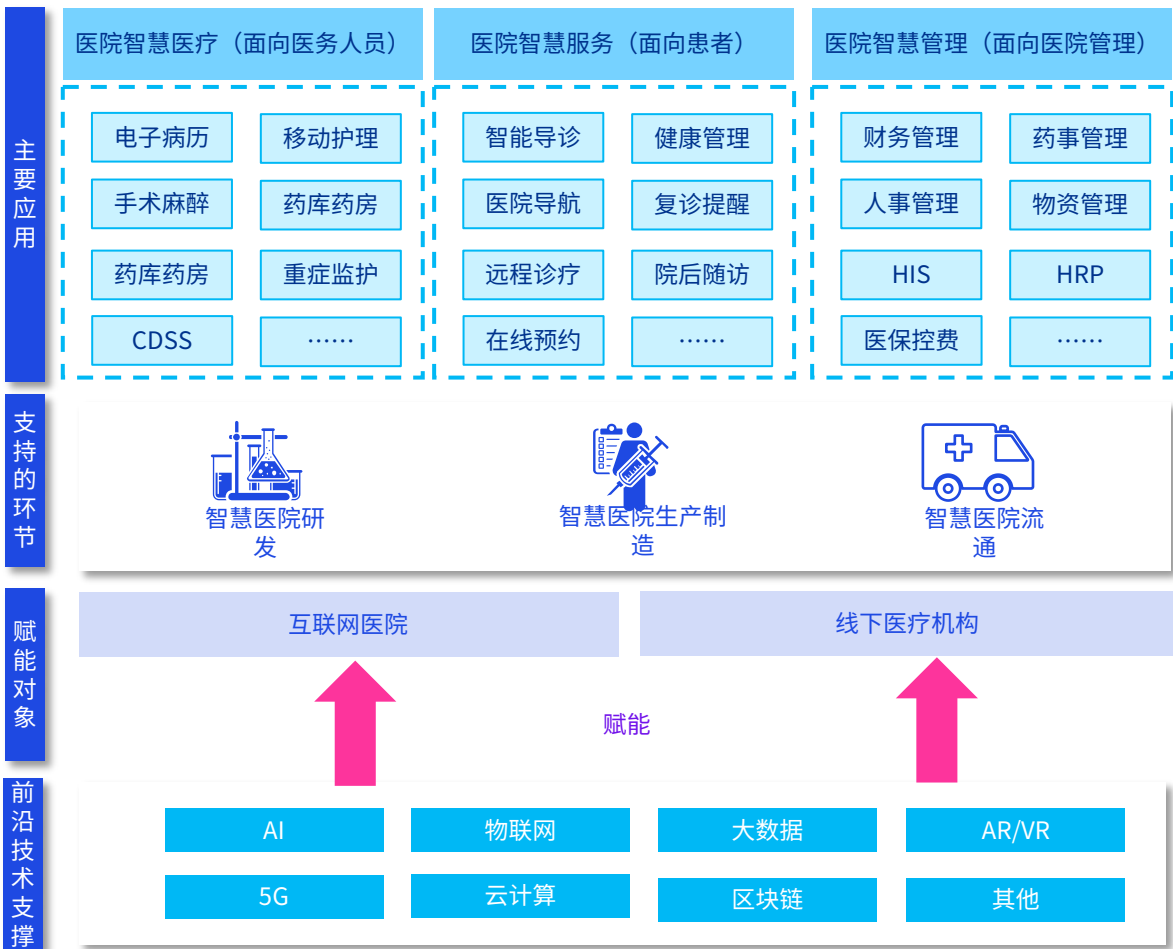 医院智慧医疗（面向医务人员）
医院智慧服务（面向患者）
医院智慧管理（面向医院管理）
主要应用
电子病历
移动护理
手术麻醉
药库药房
药库药房
重症监护
CDSS
……
智能导诊
健康管理
医院导航
复诊提醒
远程诊疗
院后随访
在线预约
……
财务管理
药事管理
人事管理
物资管理
HIS
HRP
医保控费
……
支持的环节
智慧医院研
发
智慧医院生产制
造
智慧医院流
通
赋能对象
互联网医院
线下医疗机构
赋能
前沿技术支撑
AI
物联网
大数据
AR/VR
5G
云计算
区块链
其他